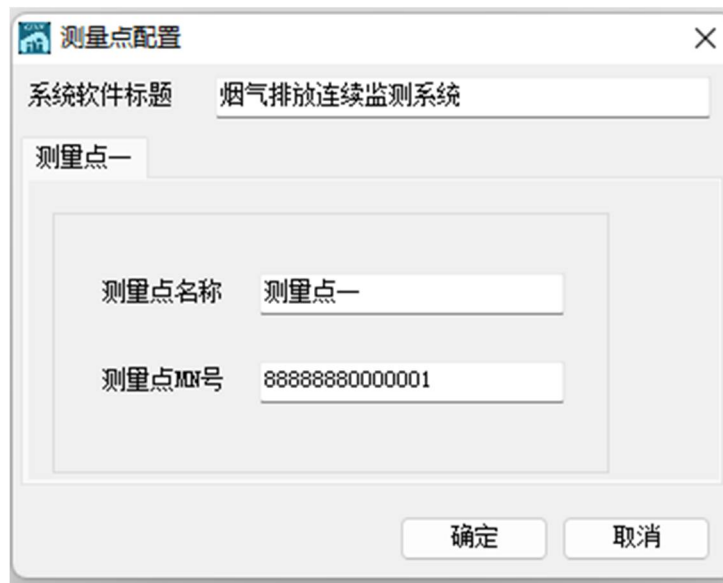 测量点配置
系统软件标题 烟气排放连续监测系统
测量点一
测量点名称 测量点一
测量点MN号 88888880000001
确定 取消